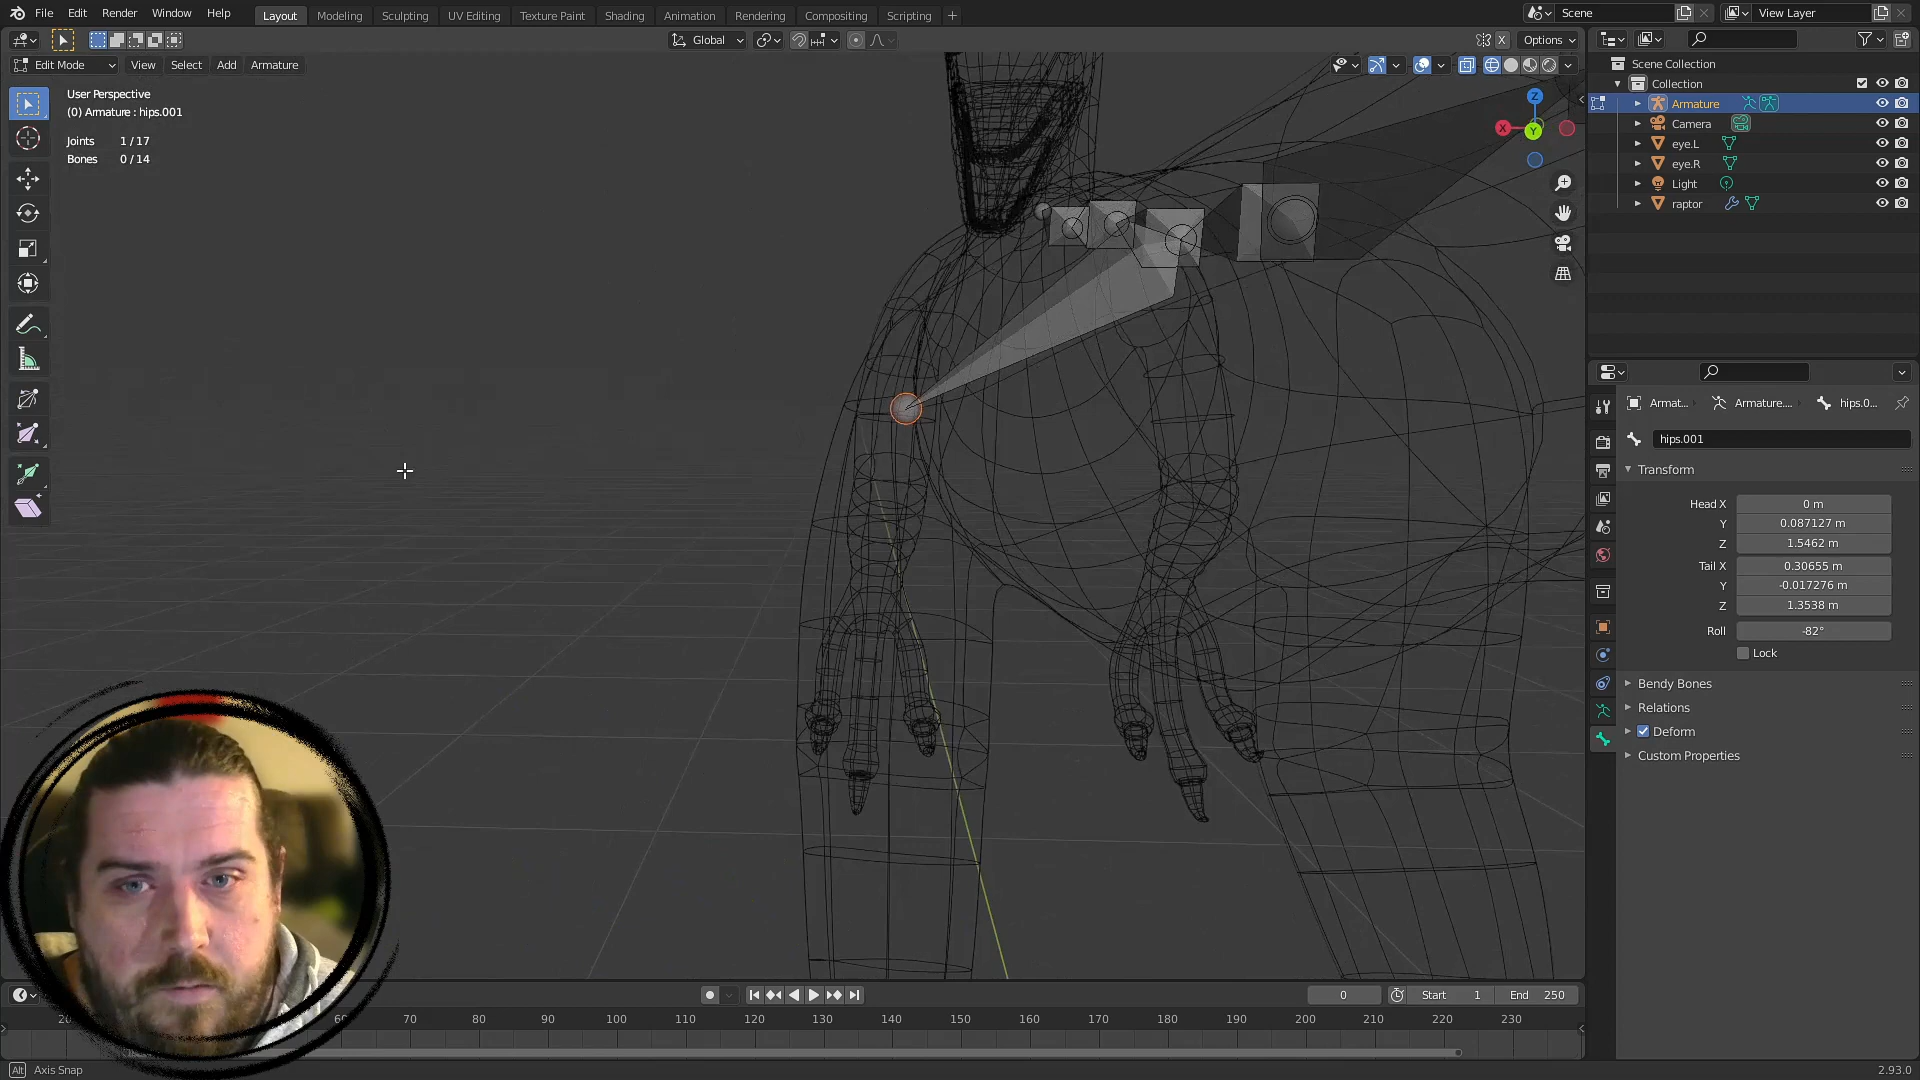 File Edit Render Window Help
Layout Modeling Sculpting UV Editing Texture Paint Shading Animation Rendering Compositing Scripting +
Scene
View Layer
Global
X
Options
Edit Mode
View Select Add Armature
User Perspective
(0) Armature : hips.001
Joints 1 / 17
Bones 0 / 14
Z
X
Y
Scene Collection
Collection
Armature
Camera
eye.L
eye.R
Light
raptor
Armat...
Armature....
hips.0...
hips.001
Transform
Head X 0 m
Y 0.087127 m
Z 1.5462 m
Tail X 0.30655 m
Y -0.017276 m
Z 1.3538 m
Roll -82°
Lock
Bendy Bones
Relations
Deform
Custom Properties
0
Start 1
End 250
60 70 80 90 100 110 120 130 140 150 160 170 180 190 200 210 220 230
Alt Axis Snap
2.93.0